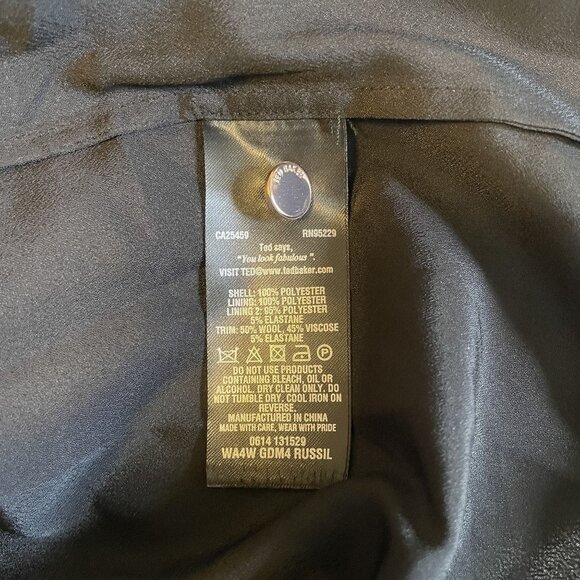 TED BAKER
CA25459 RN95229
Ted says,
"You look fabulous".
VISIT TED@www.tedbaker.com
SHELL: 100% POLYESTER
LINING: 100% POLYESTER
LINING 2: 95% POLYESTER
5% ELASTANE
TRIM: 50% WOOL, 45% VISCOSE
5% ELASTANE
P
DO NOT USE PRODUCTS
CONTAINING BLEACH, OIL OR
ALCOHOL. DRY CLEAN ONLY. DO
NOT TUMBLE DRY. COOL IRON ON
REVERSE.
MANUFACTURED IN CHINA
MADE WITH CARE, WEAR WITH PRIDE
0614 131529
WA4W GDM4 RUSSIL